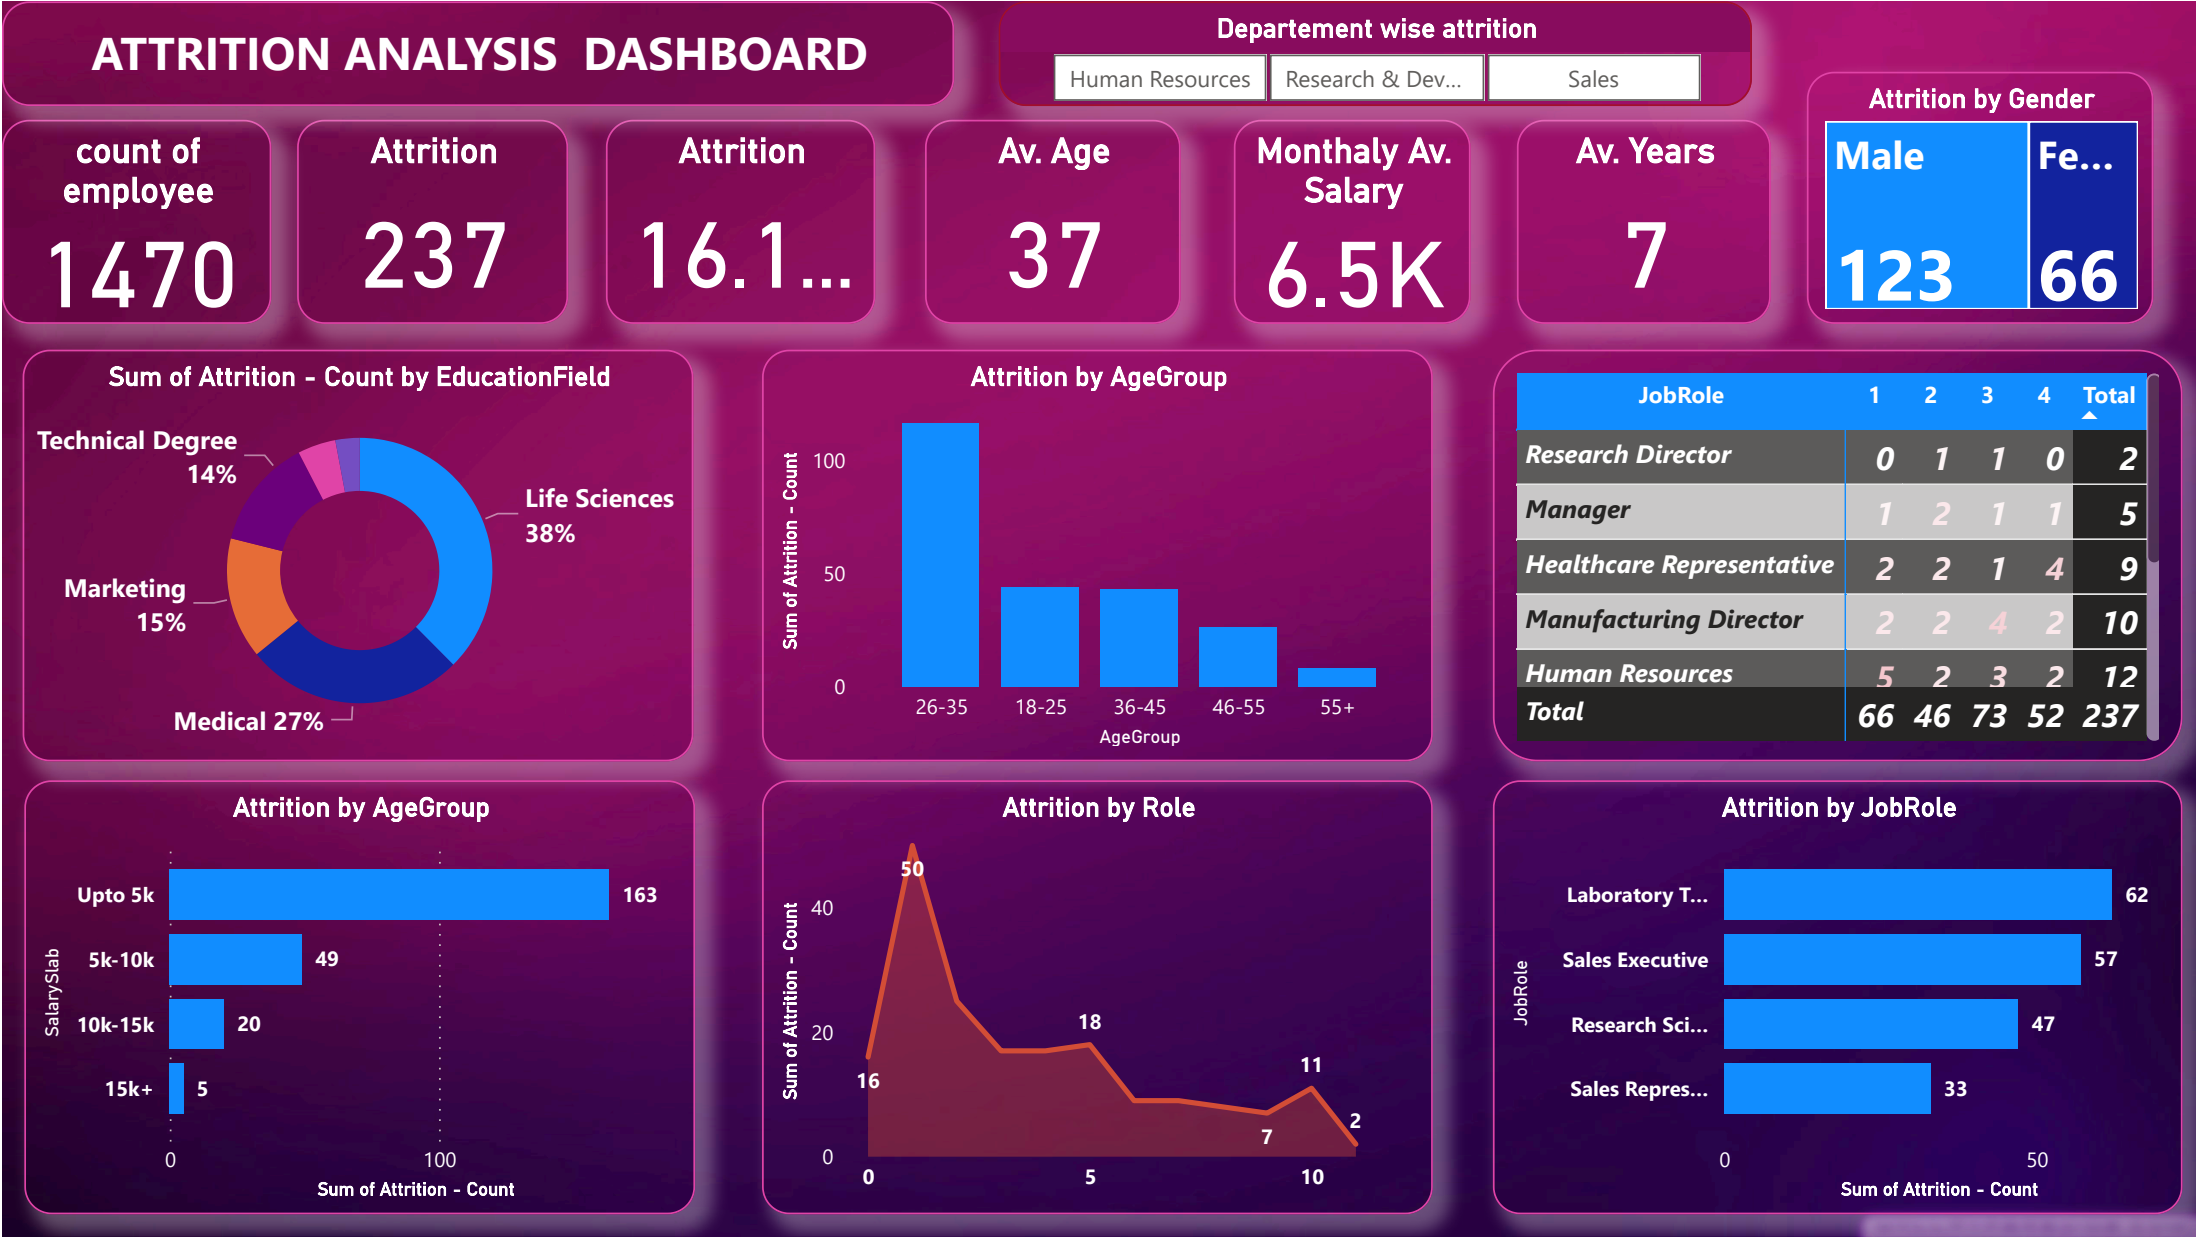 ATTRITION ANALYSIS  DASHBOARD
Departement wise attrition
Human Resources
Research & Dev...
Sales
count of
employee
1470
Attrition
237
Attrition
16.1...
Av. Age
37
Monthaly Av.
Salary
6.5K
Av. Years
7
Attrition by Gender
Male
123
Fe...
66
Sum of Attrition - Count by EducationField
Technical Degree
14%
Life Sciences
38%
Marketing
15%
Medical 27%
Attrition by AgeGroup
Sum of Attrition - Count
100
50
0
26-35 18-25 36-45 46-55 55+
AgeGroup
JobRole 1 2 3 4 Total
Research Director 0 1 1 0 2
Manager 1 2 1 1 5
Healthcare Representative 2 2 1 4 9
Manufacturing Director 2 2 4 2 10
Human Resources 5 2 3 2 12
Total 66 46 73 52 237
Attrition by AgeGroup
SalarySlab
Upto 5k 163
5k-10k 49
10k-15k 20
15k+ 5
0 100
Sum of Attrition - Count
Attrition by Role
Sum of Attrition - Count
40
20
0
50
16
18
7
11
2
0 5 10
Attrition by JobRole
JobRole
Laboratory T... 62
Sales Executive 57
Research Sci... 47
Sales Repres... 33
0 50
Sum of Attrition - Count